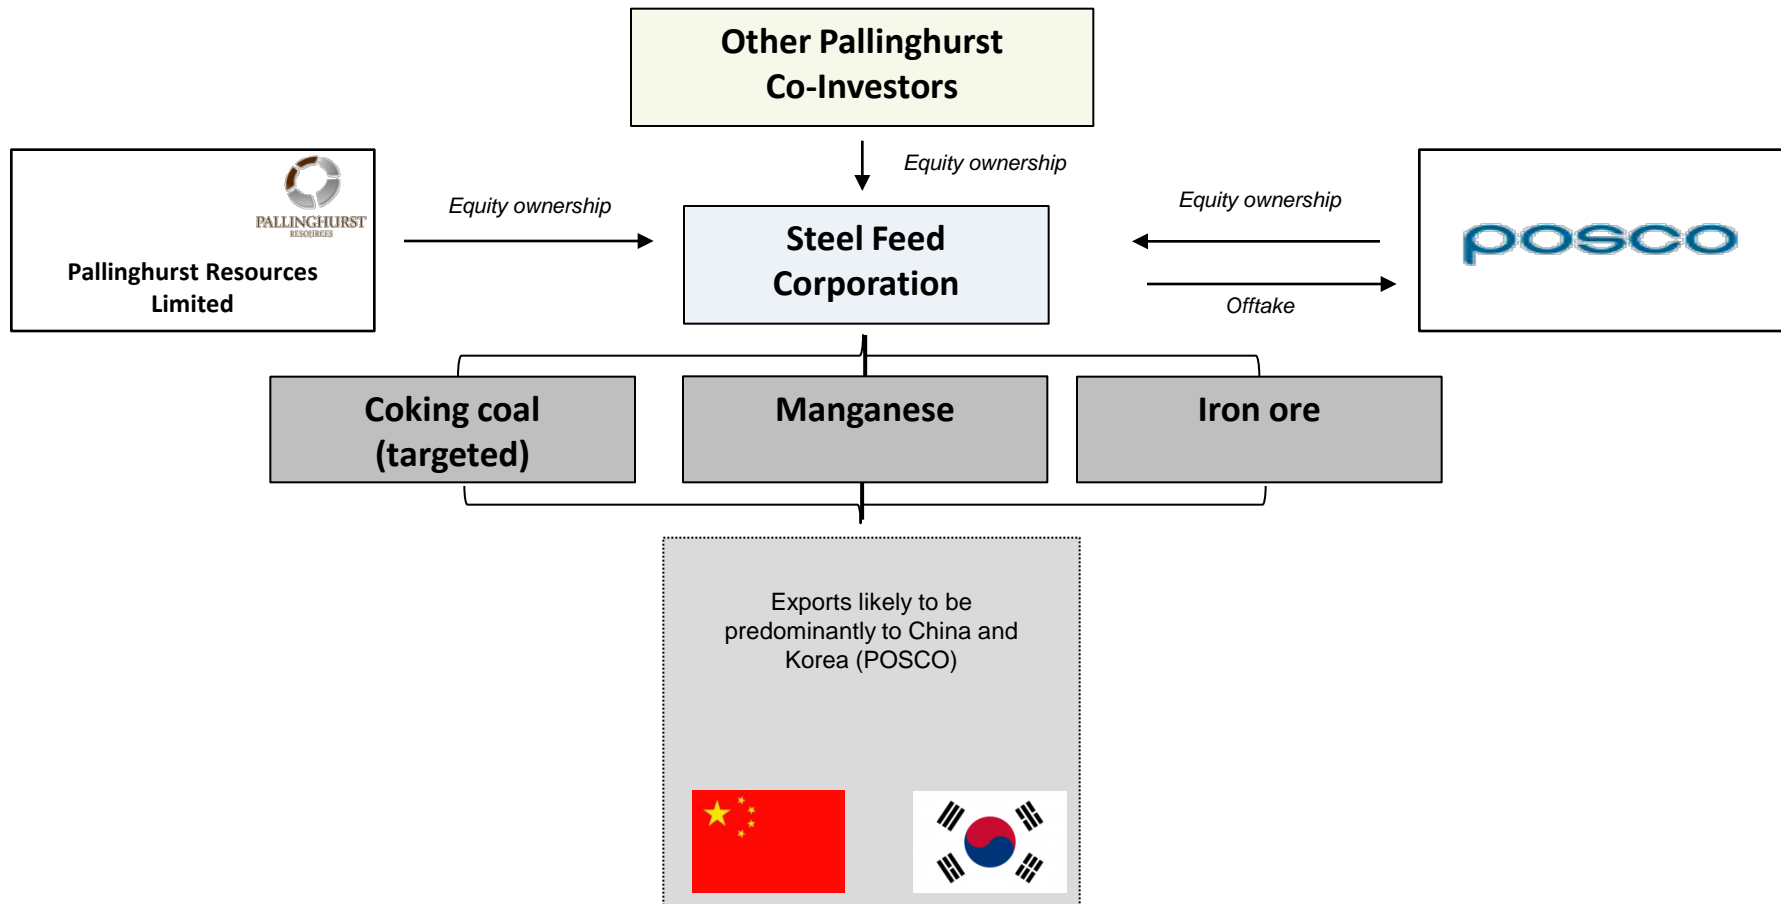 Other Pallinghurst
Co-Investors
Equity ownership
PALLINGHURST
RESOURCES
Pallinghurst Resources
Limited
Equity ownership
Steel Feed
Corporation
Equity ownership
Offtake
posco
Coking coal
(targeted)
Manganese
Iron ore
Exports likely to be
predominantly to China and
Korea (POSCO)